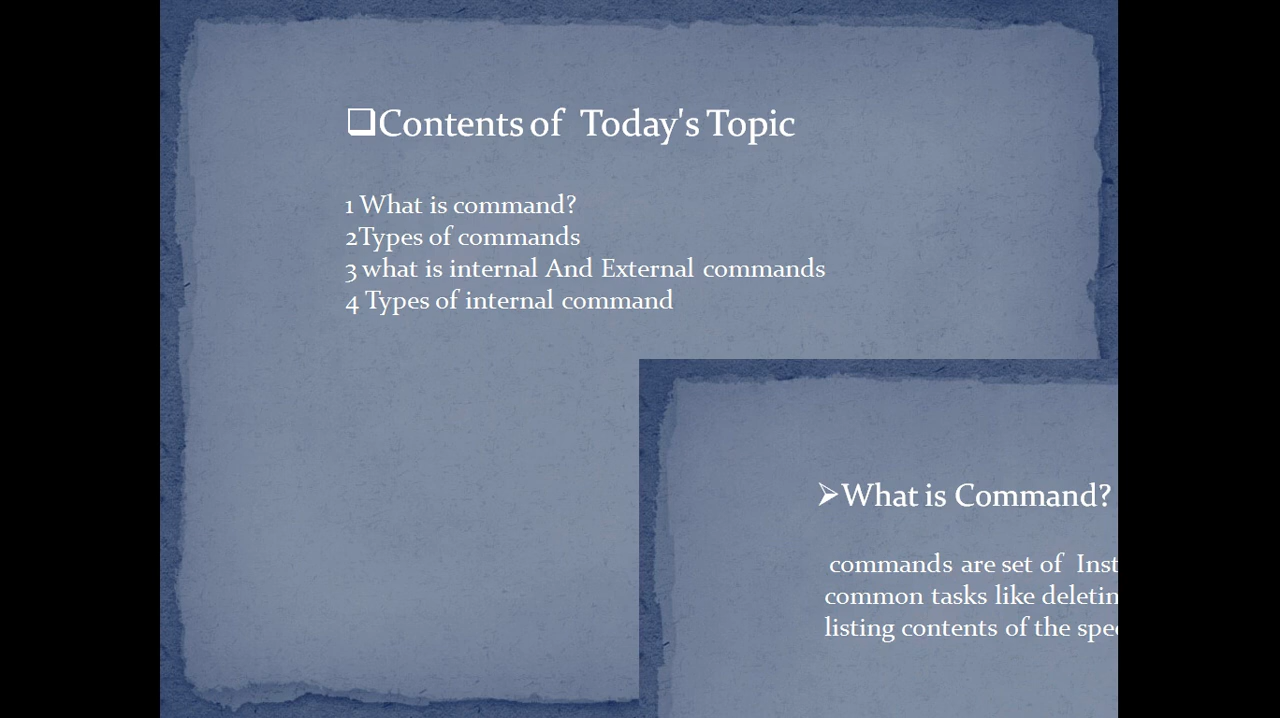 ❑Contents of Today's Topic
1 What is command?
2Types of commands
3 what is internal And External commands
4 Types of internal command
➢What is Command?
commands are set of
common tasks like
listing contents of the